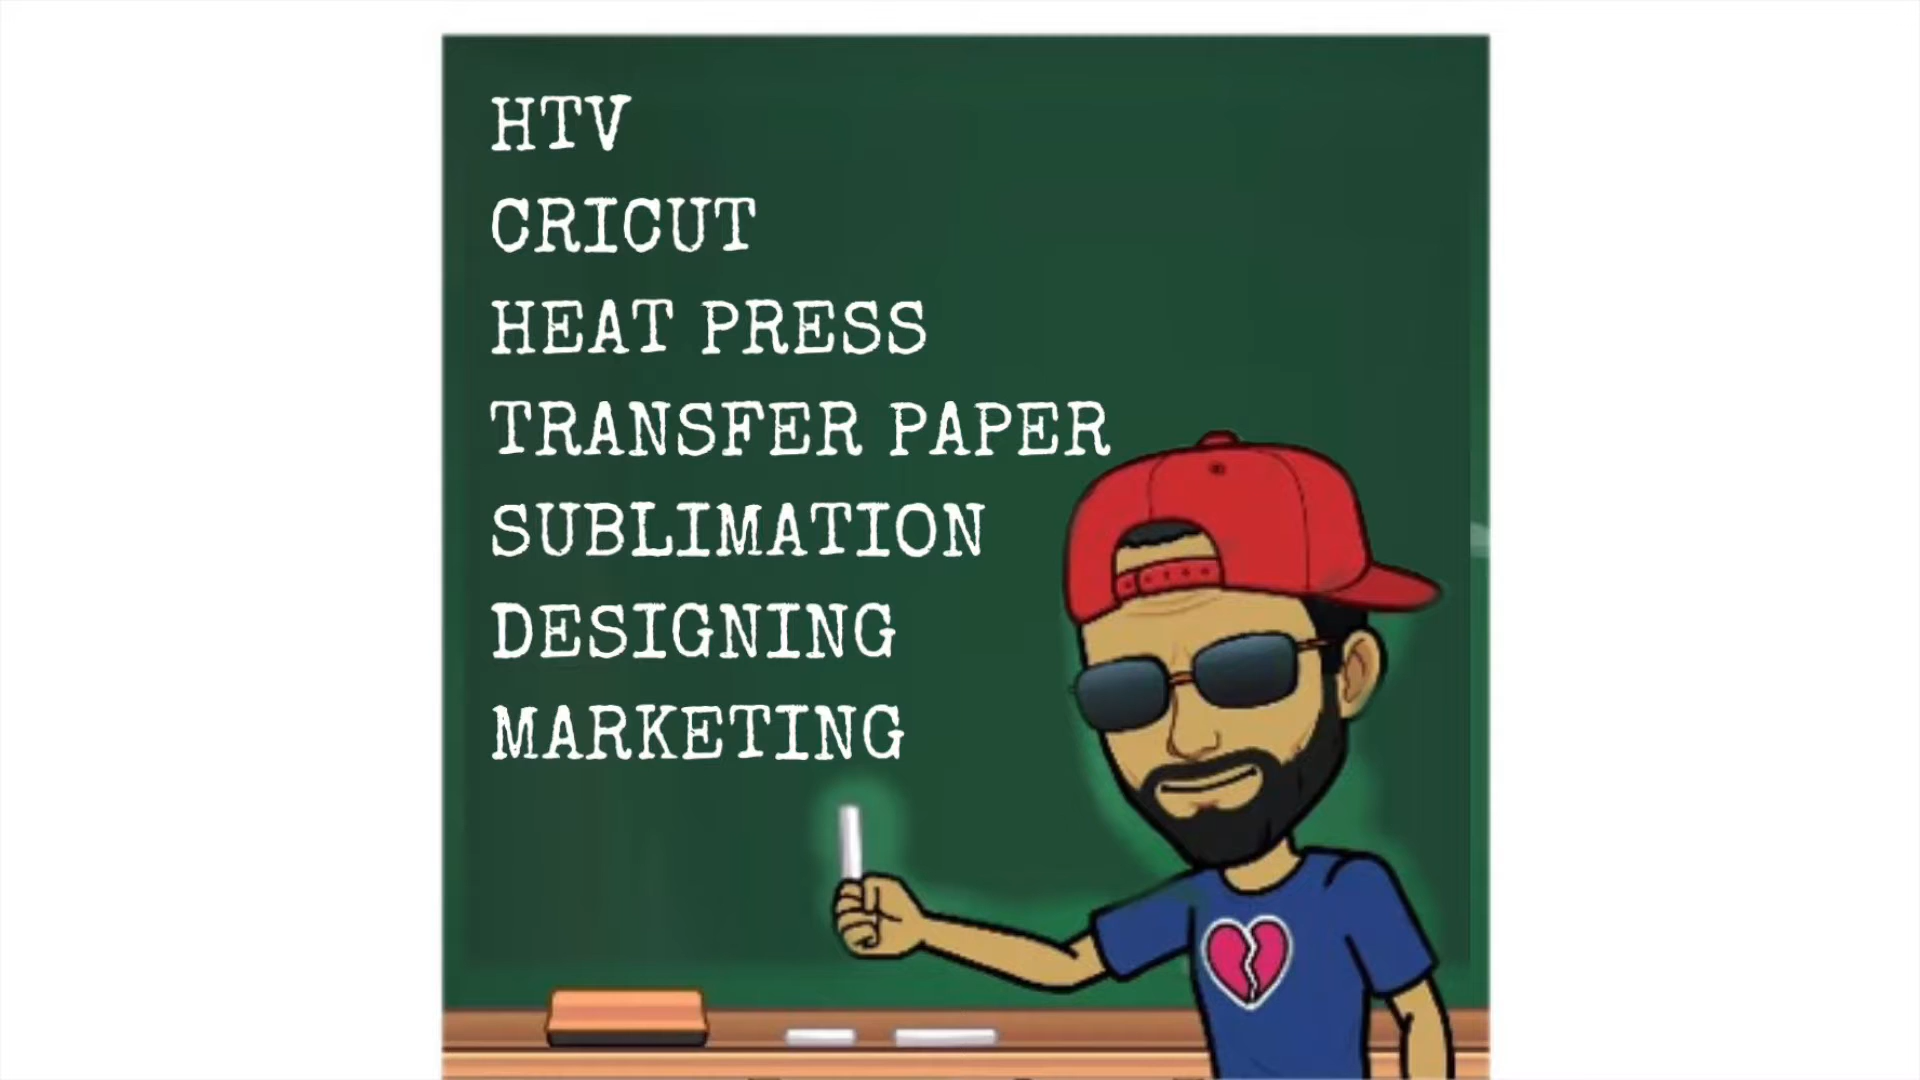 HTV
CRICUT
HEAT PRESS
TRANSFER PAPER
SUBLIMATION
DESIGNING
MARKETING